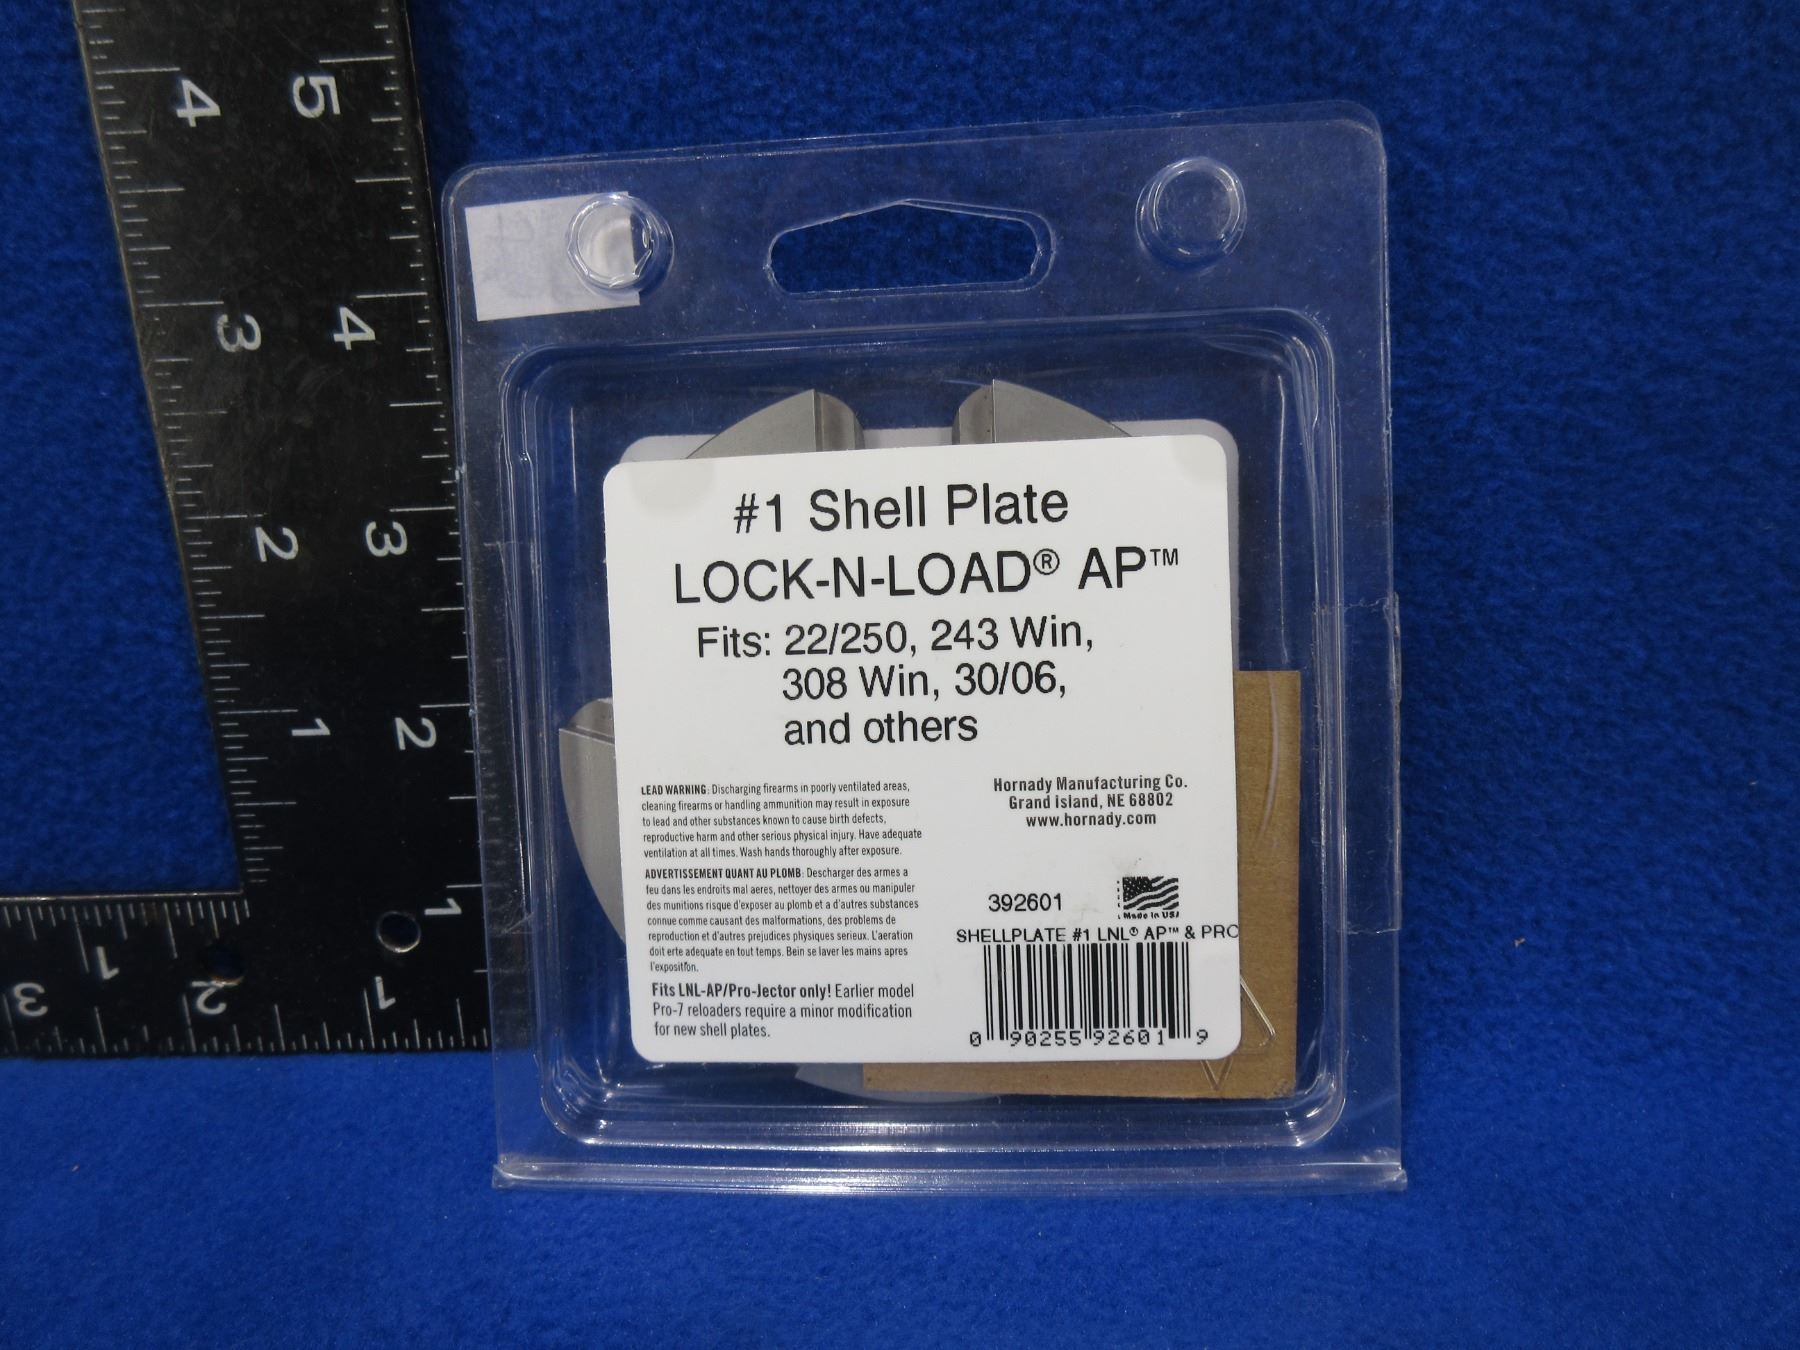 4 5
3 4
2 3
1 2
1
3 2 1 1
#1 Shell Plate
LOCK-N-LOAD® AP™
Fits: 22/250, 243 Win,
308 Win, 30/06,
and others
LEAD WARNING: Discharging firearms in poorly ventilated areas,
cleaning firearms or handling ammunition may result in exposure
to lead and other substances known to cause birth defects,
reproductive harm and other serious physical injury. Have adequate
ventilation at all times. Wash hands thoroughly after exposure.
ADVERTISSEMENT QUANT AU PLOMB: Descharger des armes a
feu dans les endroits mal aeres, nettoyer des armes ou manipuler
des munitions risque d'exposer au plomb et a d'autres substances
connue comme causant des malformations, des problems de
reproduction et d'autres prejudices physiques serieux. L'aeration
doit erte adequate en tout temps. Bein se laver les mains apres
l'exposition.
Fits LNL-AP/Pro-Jector only! Earlier model
Pro-7 reloaders require a minor modification
for new shell plates.
Hornady Manufacturing Co.
Grand Island, NE 68802
www.hornady.com
392601
Made in USA
SHELLPLATE #1 LNL® AP™ & PRO
0 90255 92601 9